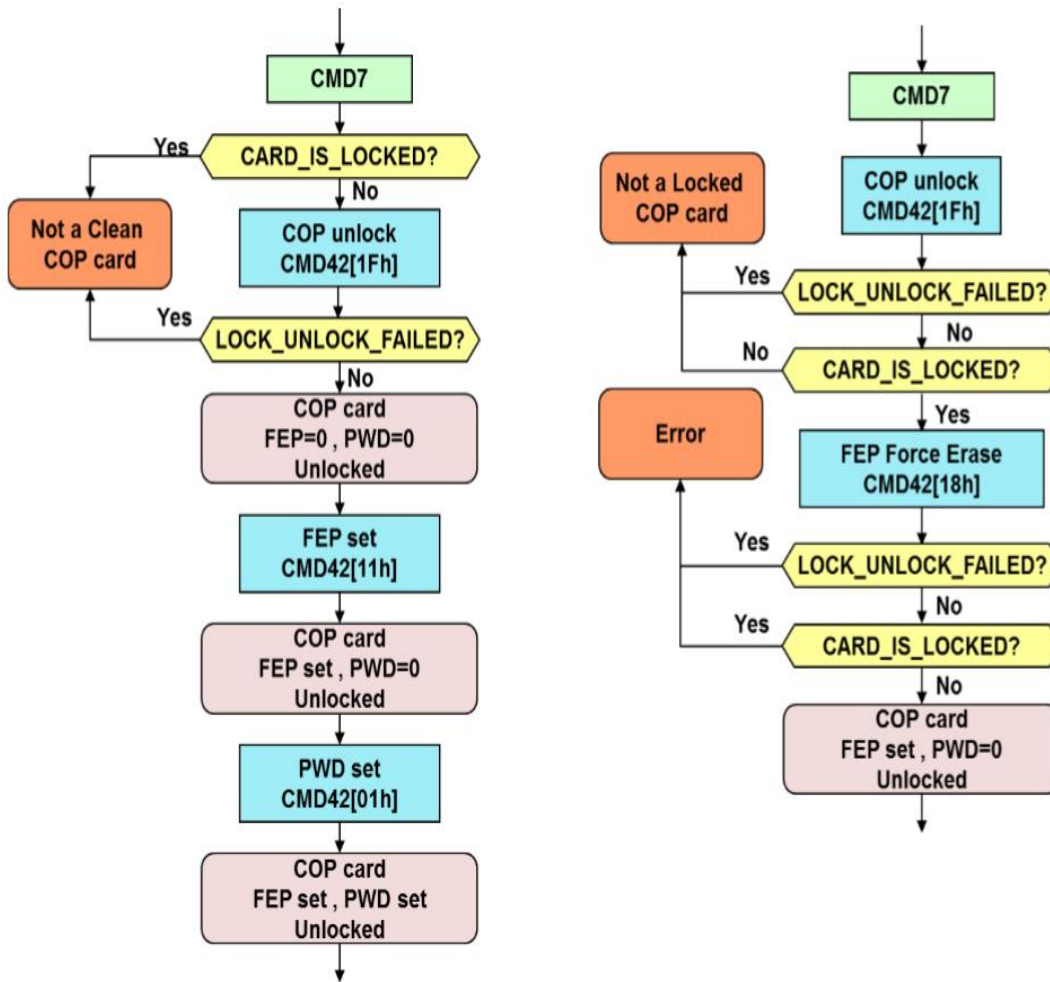 CMD7
Yes
CARD_IS_LOCKED?
No
Not a Clean
COP card
COP unlock
CMD42[1Fh]
Yes
LOCK_UNLOCK_FAILED?
No
COP card
FEP=0 , PWD=0
Unlocked
FEP set
CMD42[11h]
COP card
FEP set , PWD=0
Unlocked
PWD set
CMD42[01h]
COP card
FEP set , PWD set
Unlocked
CMD7
Not a Locked
COP card
COP unlock
CMD42[1Fh]
Yes
LOCK_UNLOCK_FAILED?
No
No
CARD_IS_LOCKED?
Yes
Error
FEP Force Erase
CMD42[18h]
Yes
LOCK_UNLOCK_FAILED?
No
Yes
CARD_IS_LOCKED?
No
COP card
FEP set , PWD=0
Unlocked